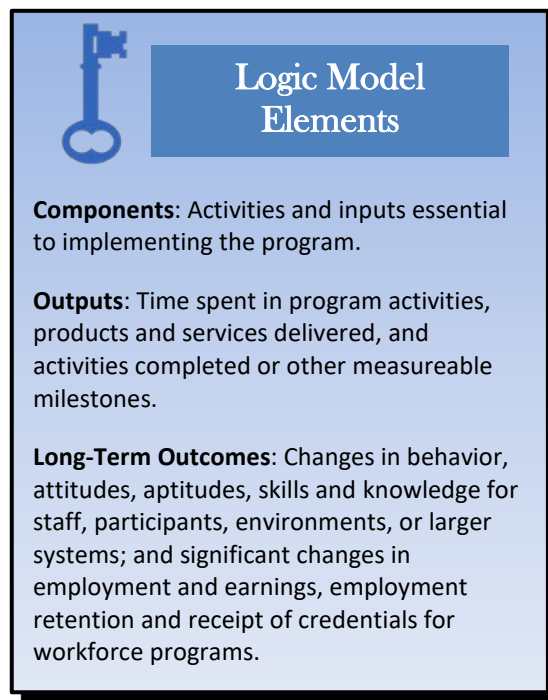 Logic Model
Elements
Components: Activities and inputs essential
to implementing the program.
Outputs: Time spent in program activities,
products and services delivered, and
activities completed or other measureable
milestones.
Long-Term Outcomes: Changes in behavior,
attitudes, aptitudes, skills and knowledge for
staff, participants, environments, or larger
systems; and significant changes in
employment and earnings, employment
retention and receipt of credentials for
workforce programs.